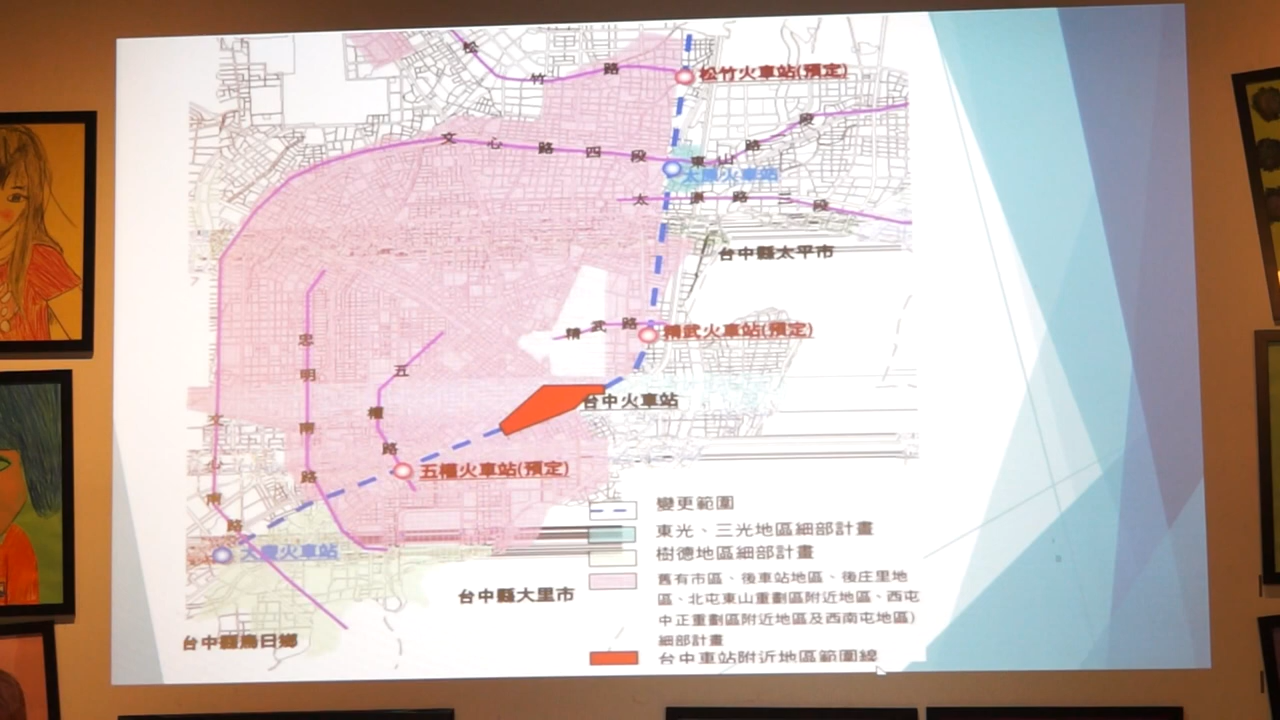 松竹路
松竹火車站(預定)
文心路四段
東山路
段
太原火車站
太原路三段
台中縣太平市
精武路
精武火車站(預定)
忠明南路
五權路
台中火車站
文心南路
五權火車站(預定)
大慶火車站
台中縣大里市
台中縣烏日鄉
變更範圍
東光、三光地區細部計畫
樹德地區細部計畫
舊有市區、後車站地區、後庄里地
區、北屯東山重劃區附近地區、西屯
中正重劃區附近地區及西南屯地區)
細部計畫
台中車站附近地區範圍線